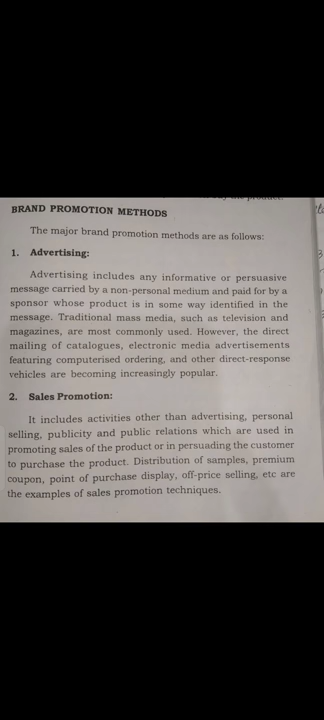 the product.
BRAND PROMOTION METHODS
The major brand promotion methods are as follows:
1. Advertising:
Advertising includes any informative or persuasive
message carried by a non-personal medium and paid for by a
sponsor whose product is in some way identified in the
message. Traditional mass media, such as television and
magazines, are most commonly used. However, the direct
mailing of catalogues, electronic media advertisements
featuring computerised ordering, and other direct-response
vehicles are becoming increasingly popular.
2. Sales Promotion:
It includes activities other than advertising, personal
selling, publicity and public relations which are used in
promoting sales of the product or in persuading the customer
to purchase the product. Distribution of samples, premium
coupon, point of purchase display, off-price selling, etc are
the examples of sales promotion techniques.